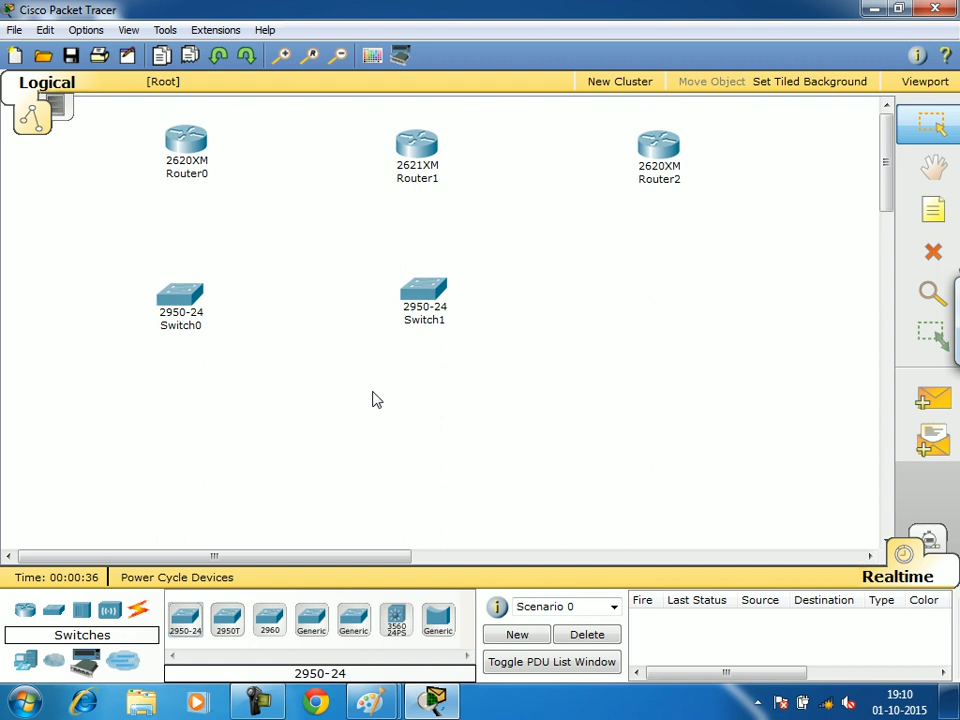 Cisco Packet Tracer
File Edit Options View Tools Extensions Help
Logical [Root] New Cluster Move Object Set Tiled Background Viewport
2620XM
Router0
2621XM
Router1
2620XM
Router2
2950-24
Switch0
2950-24
Switch1
Time: 00:00:36 Power Cycle Devices
Realtime
Switches
2950-24 2950T 2960 Generic Generic 3560 24PS Generic
2950-24
Scenario 0
New Delete
Toggle PDU List Window
Fire Last Status Source Destination Type Color
19:10
01-10-2015